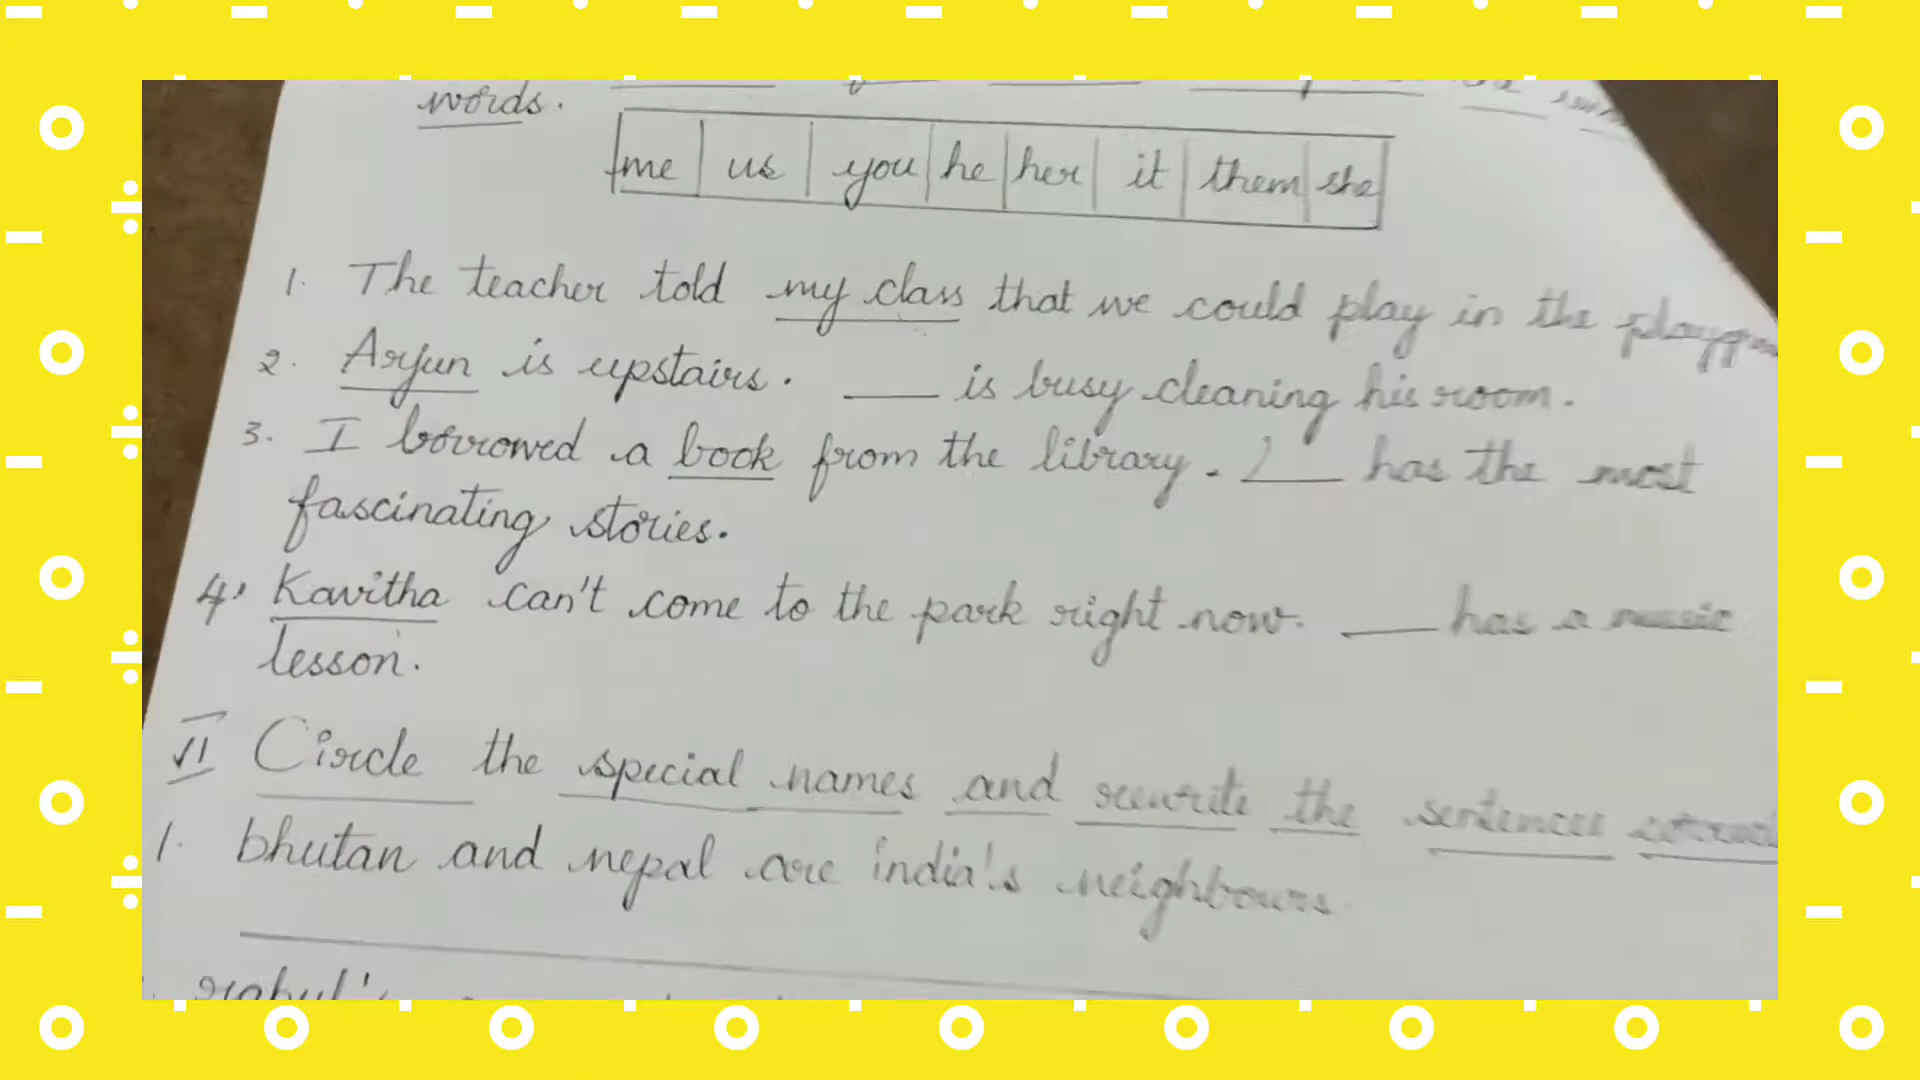 words.
me us you he her it them she
1. The teacher told my class that we could play in the
2. Arjun is upstairs. ___ is busy cleaning his room.
3. I borrowed a book from the library. ___ has the most
fascinating stories.
4. Kavitha can't come to the park right now. ___ has a music
lesson.
II Circle the special names and rewrite the sentences
1. bhutan and nepal are india's neighbours.